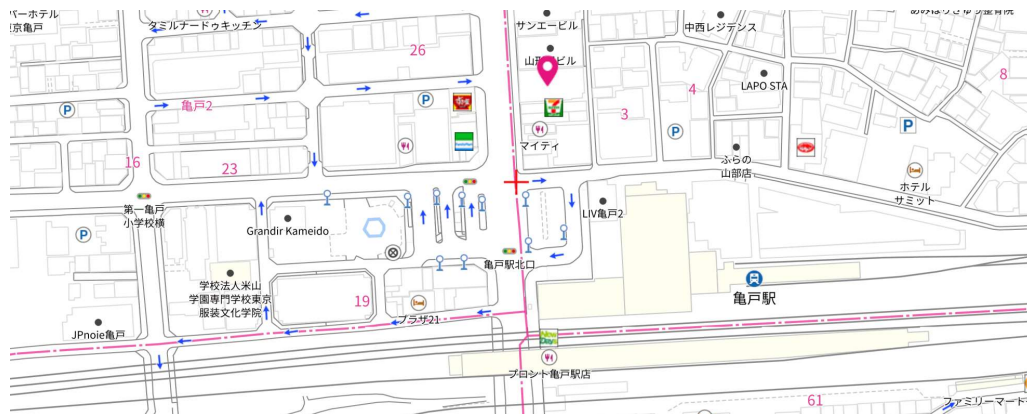 パーホテル
東京亀戸
タミルナードゥキッチン
サンエービル
中西レジデンス
26
山形屋ビル
8
LAPO STA
亀戸2
4
3
マイティ
16
23
ふらの
山部店
ホテル
サミット
第一亀戸
小学校横
Grandir Kameido
LIV亀戸2
亀戸駅北口
学校法人米山
学園専門学校東京
服装文化学院
19
亀戸駅
プラザ21
JPnoie亀戸
New
Days
プロント亀戸駅店
61
ファミリーマート